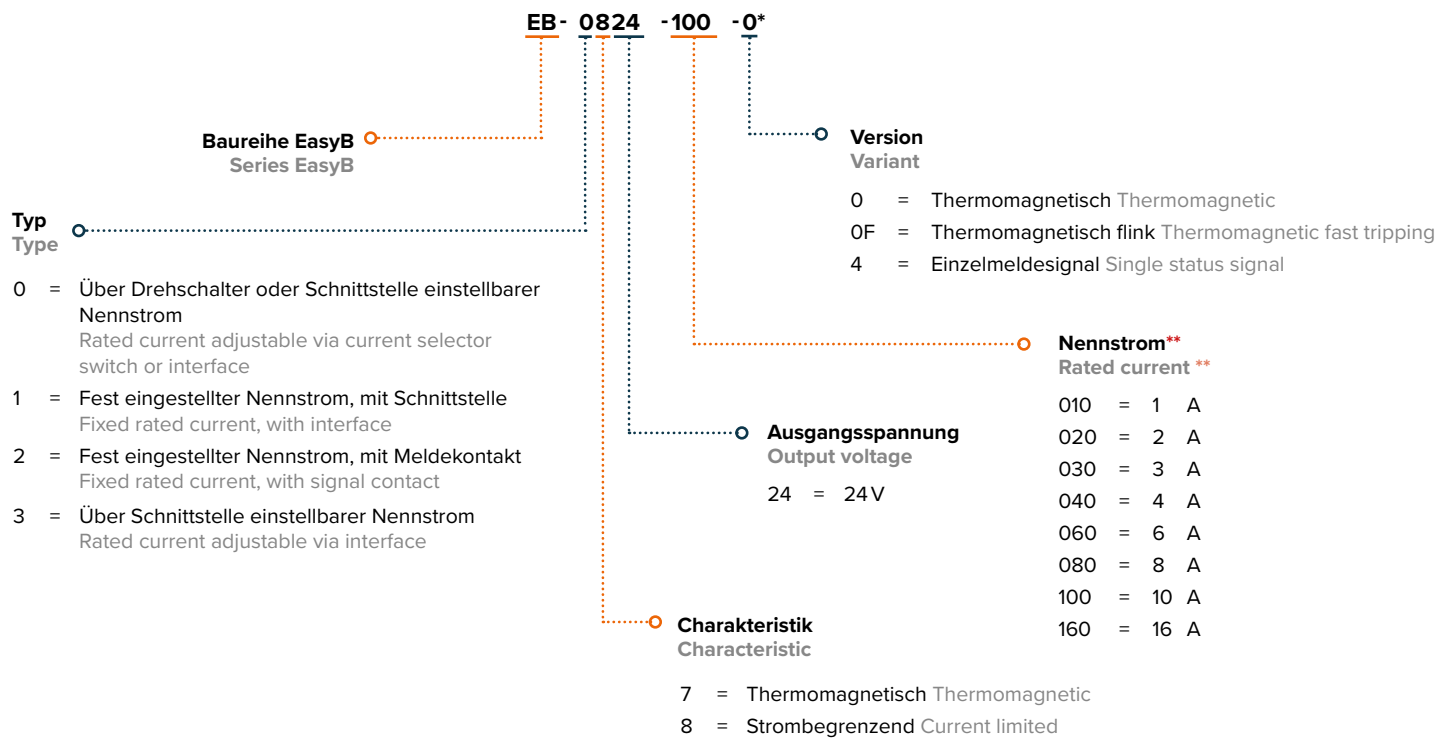 EB- 0824 -100 -0*
Baureihe EasyB
Series EasyB
Version
Variant
0 = Thermomagnetisch Thermomagnetic
0F = Thermomagnetisch flink Thermomagnetic fast tripping
4 = Einzelmeldesignal Single status signal
Typ
Type
0 = Über Drehschalter oder Schnittstelle einstellbarer
Nennstrom
Rated current adjustable via current selector
switch or interface
1 = Fest eingestellter Nennstrom, mit Schnittstelle
Fixed rated current, with interface
2 = Fest eingestellter Nennstrom, mit Meldekontakt
Fixed rated current, with signal contact
3 = Über Schnittstelle einstellbarer Nennstrom
Rated current adjustable via interface
Nennstrom**
Rated current **
010 = 1 A
020 = 2 A
030 = 3 A
040 = 4 A
060 = 6 A
080 = 8 A
100 = 10 A
160 = 16 A
Ausgangsspannung
Output voltage
24 = 24 V
Charakteristik
Characteristic
7 = Thermomagnetisch Thermomagnetic
8 = Strombegrenzend Current limited